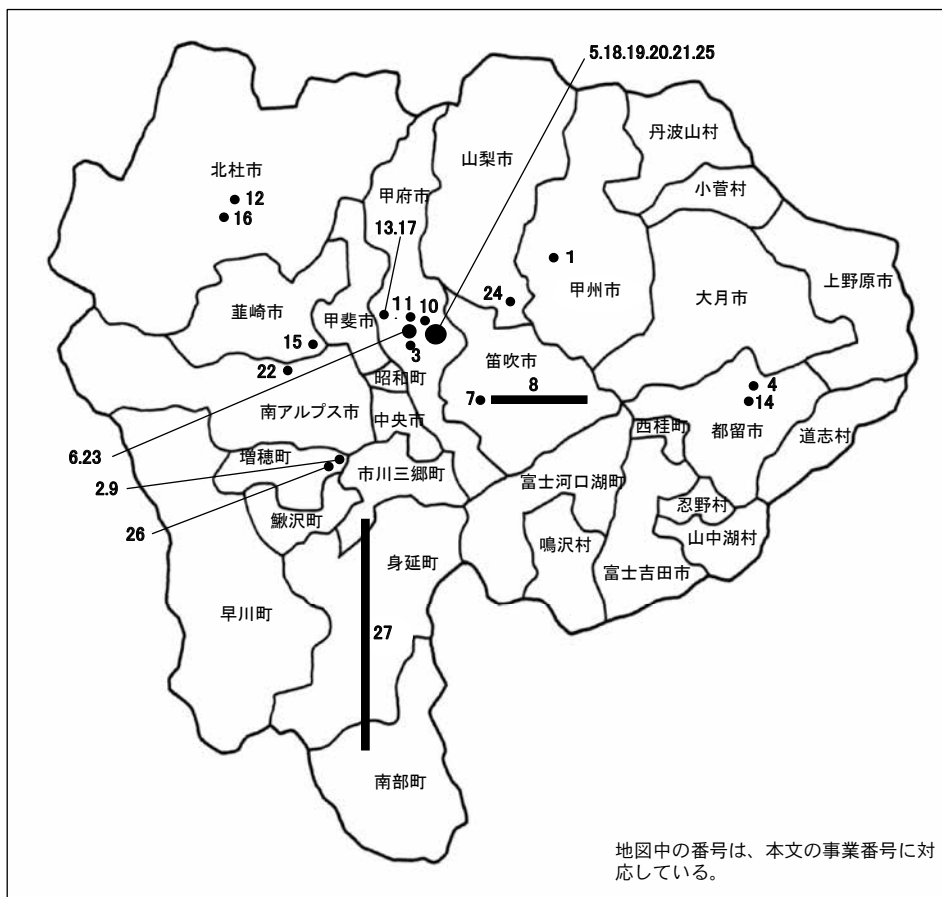 5.18.19.20.21.25
丹波山村
山梨市
小菅村
北杜市
甲府市
12
16
13.17
1
上野原市
甲州市
大月市
24
11
10
韮崎市
甲斐市
15
3
笛吹市
22
昭和町
8
4
7
14
南アルプス市
中央市
西桂町
都留市
道志村
6.23
増穂町
市川三郷町
富士河口湖町
2.9
忍野村
26
鰍沢町
山中湖村
鳴沢村
身延町
富士吉田市
早川町
27
南部町
地図中の番号は、本文の事業番号に対
応している。